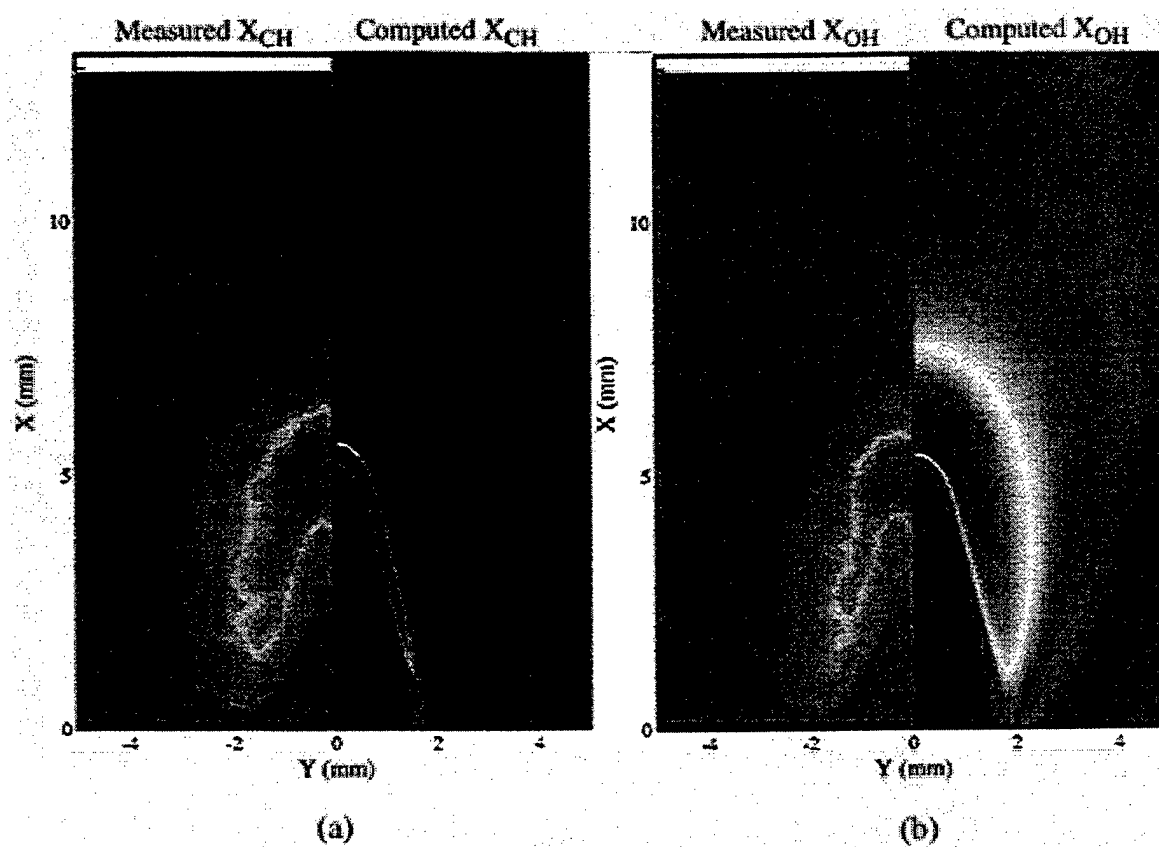 Measured X_CH Computed X_CH
10
5
0
X (mm)
-4 -2 0 2 4
Y (mm)
(a)
Measured X_OH Computed X_OH
10
5
0
X (mm)
-4 -2 0 2 4
Y (mm)
(b)